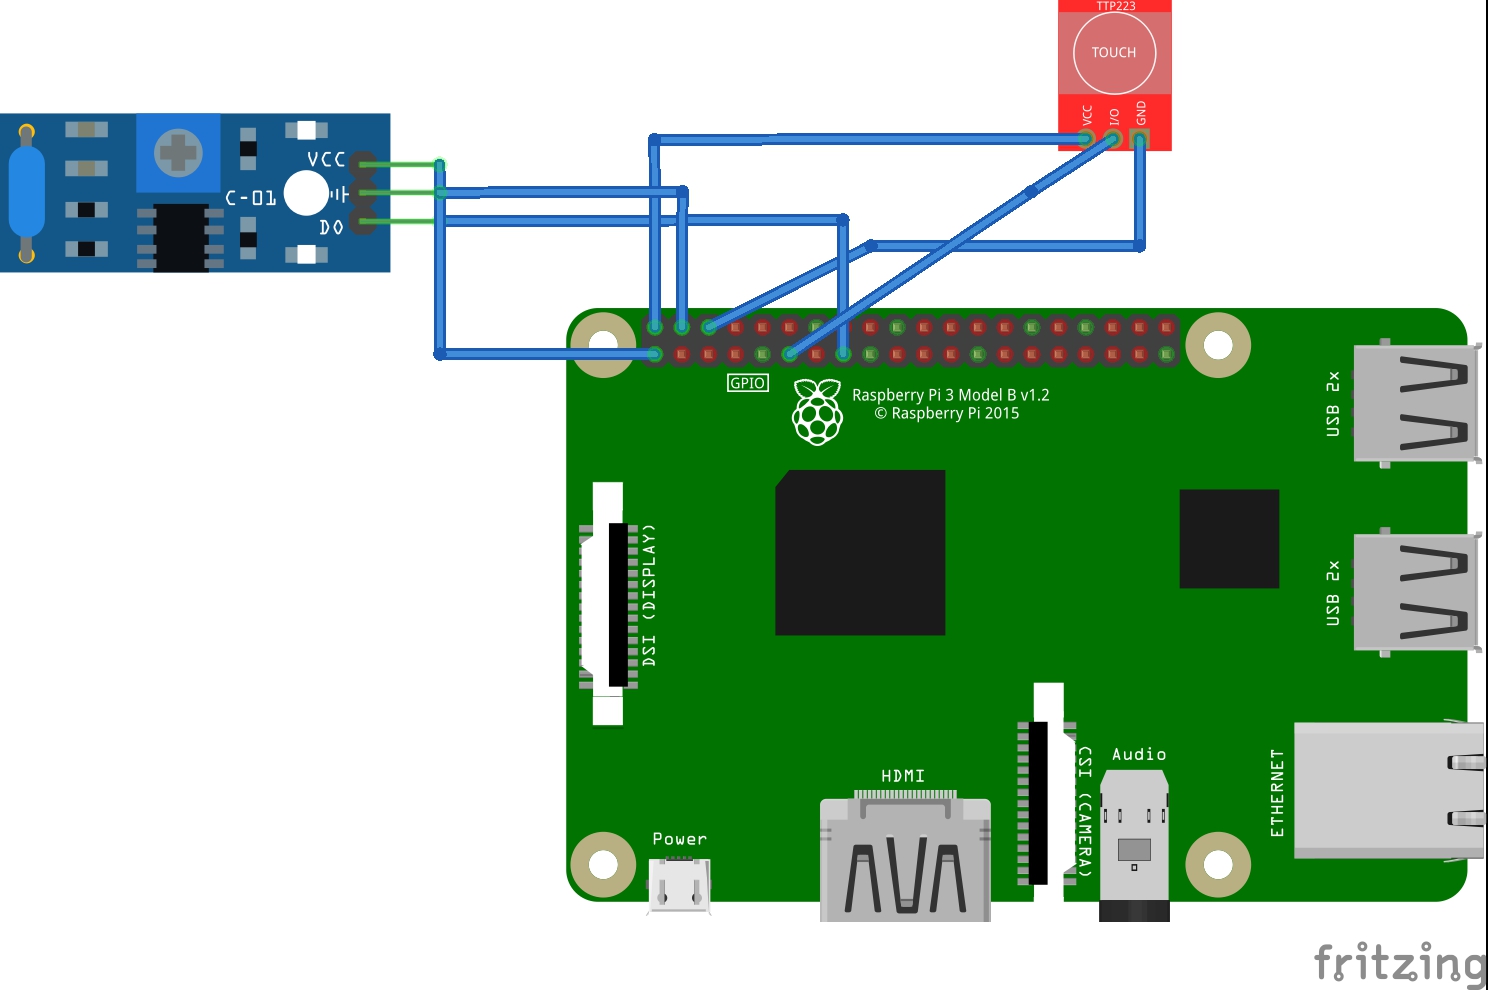 TTP223
TOUCH
VCC
I/O
GND
VCC
C-01
D0
GPIO
Raspberry Pi 3 Model B v1.2
© Raspberry Pi 2015
USB 2x
DSI (DISPLAY)
USB 2x
HDMI
Audio
CSI (CAMERA)
ETHERNET
Power
fritzing